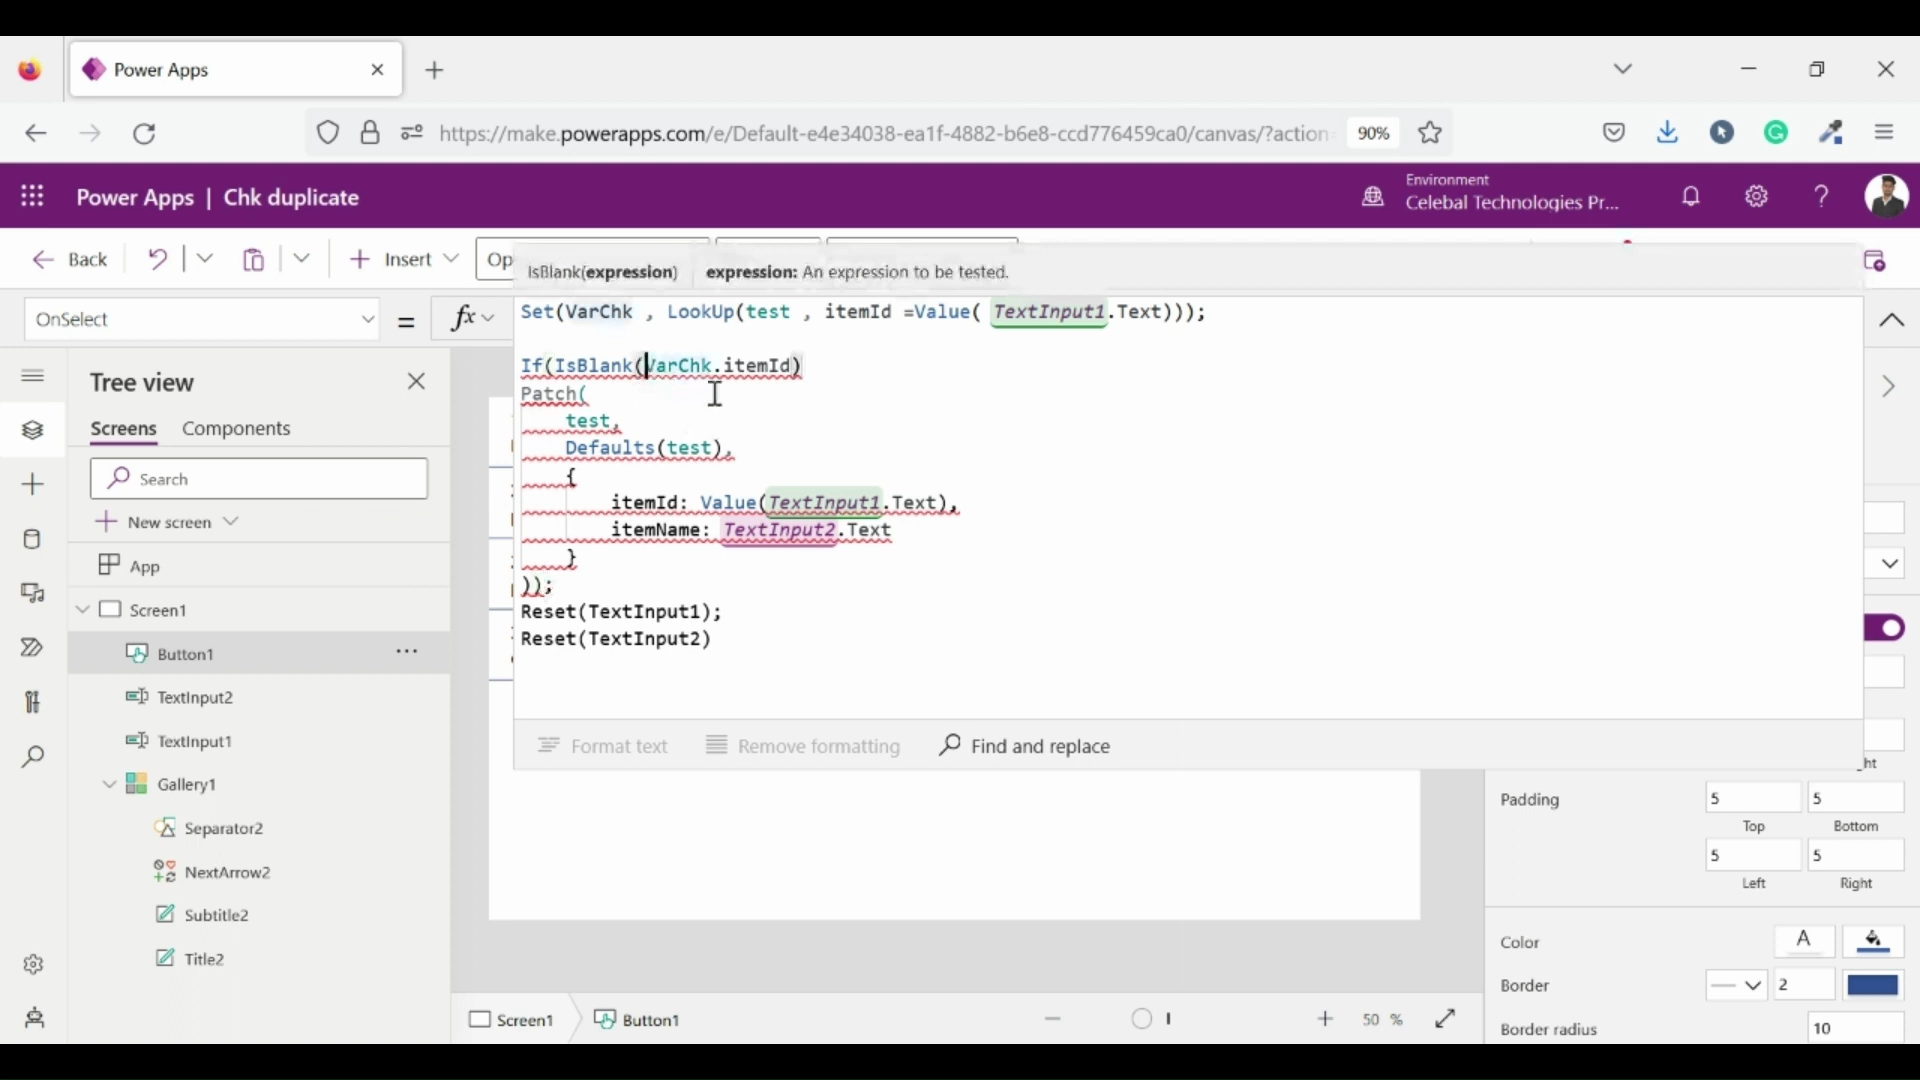 Power Apps
https://make.powerapps.com/e/Default-e4e34038-ea1f-4882-b6e8-ccd776459ca0/canvas/?action=
90%
Power Apps | Chk duplicate
Environment
Celebal Technologies Pr...
Back
Insert
Op
IsBlank(expression) expression: An expression to be tested.
OnSelect
=
fx
Set(VarChk , LookUp(test , itemId =Value( TextInput1.Text)));
If(IsBlank(VarChk.itemId)
Patch(
test,
Defaults(test),
{
itemId: Value(TextInput1.Text),
itemName: TextInput2.Text
}
));
Reset(TextInput1);
Reset(TextInput2)
Format text
Remove formatting
Find and replace
Tree view
Screens
Components
Search
New screen
App
Screen1
Button1
TextInput2
TextInput1
Gallery1
Separator2
NextArrow2
Subtitle2
Title2
ht
Padding
5 5
Top Bottom
5 5
Left Right
Color
A
Border
2
Border radius
10
Screen1
Button1
50 %